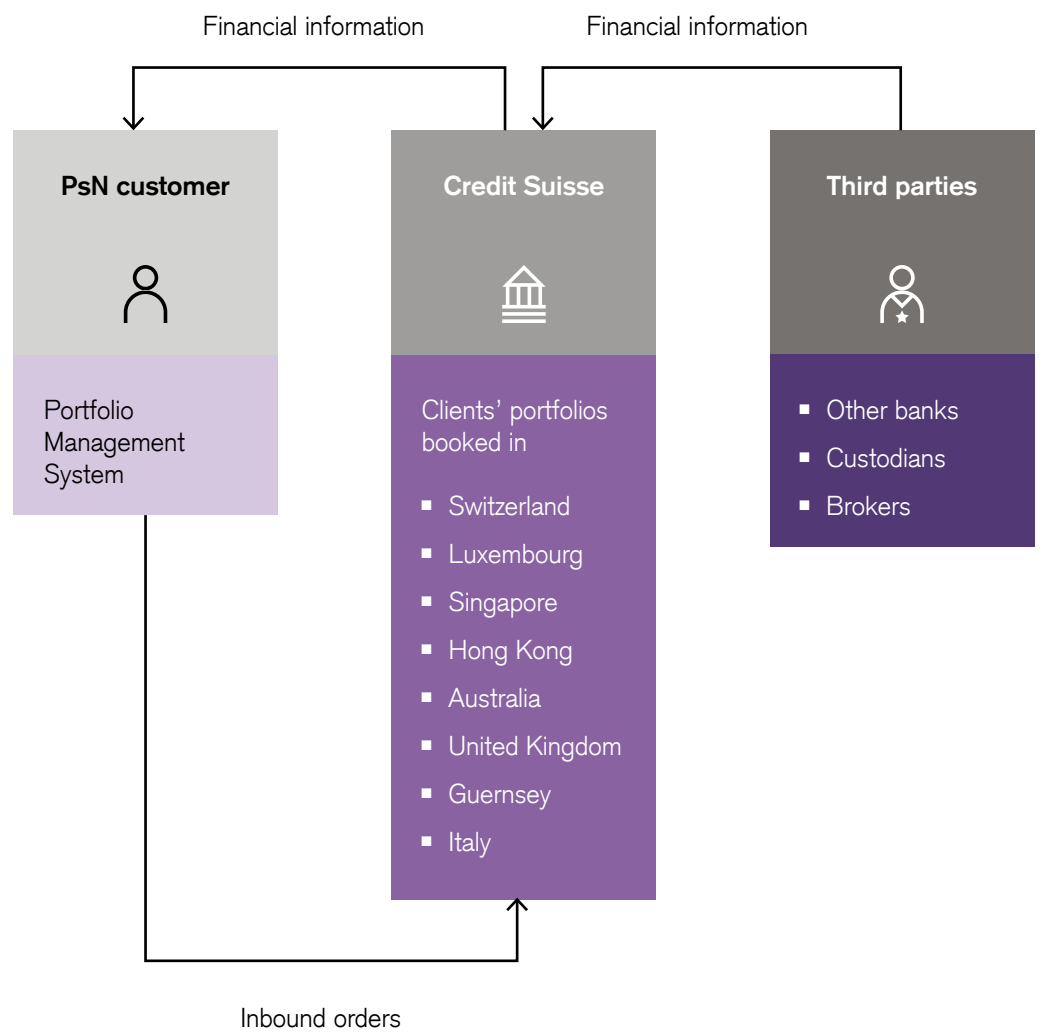 Financial information
Financial information
PsN customer
Portfolio
Management
System
Credit Suisse
Clients’ portfolios
booked in
▪ Switzerland
▪ Luxembourg
▪ Singapore
▪ Hong Kong
▪ Australia
▪ United Kingdom
▪ Guernsey
▪ Italy
Third parties
▪ Other banks
▪ Custodians
▪ Brokers
Inbound orders